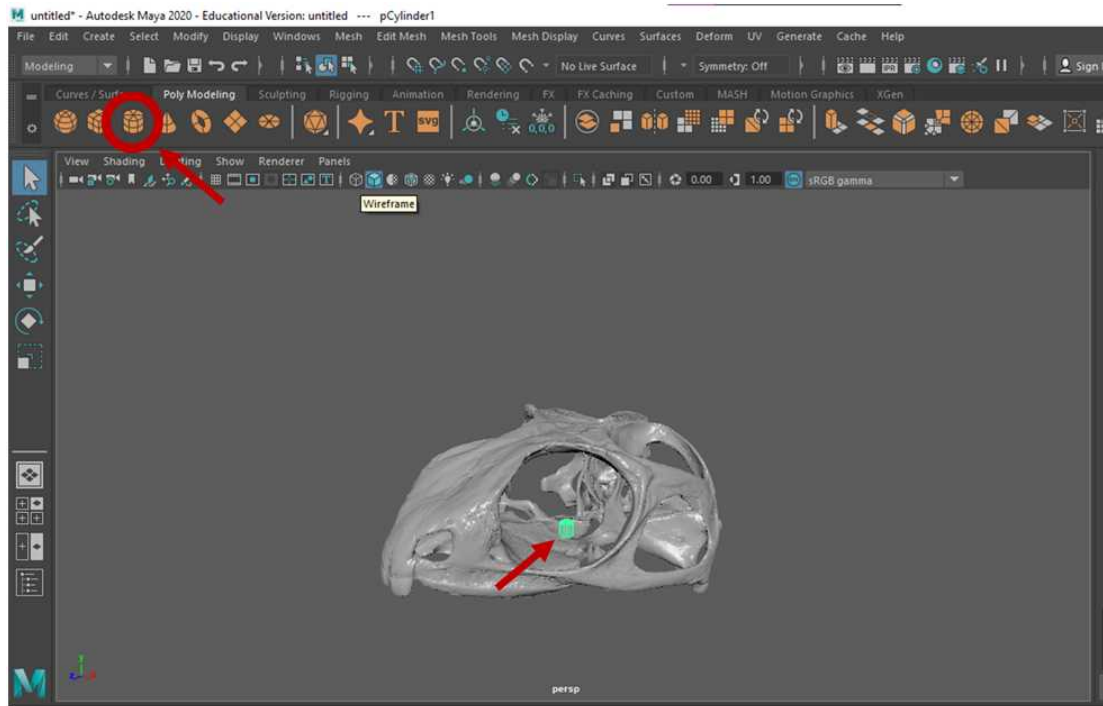 untitled* - Autodesk Maya 2020 - Educational Version: untitled --- pCylinder1
File Edit Create Select Modify Display Windows Mesh Edit Mesh Mesh Tools Mesh Display Curves Surfaces Deform UV Generate Cache Help
Modeling No Live Surface Symmetry: Off Sign
Curves / Poly Modeling Sculpting Rigging Animation Rendering FX FX Caching Custom MASH Motion Graphics XGen
T svg 0,0,0
View Shading Show Renderer Panels
0.00 1.00 sRGB gamma
Wireframe
persp